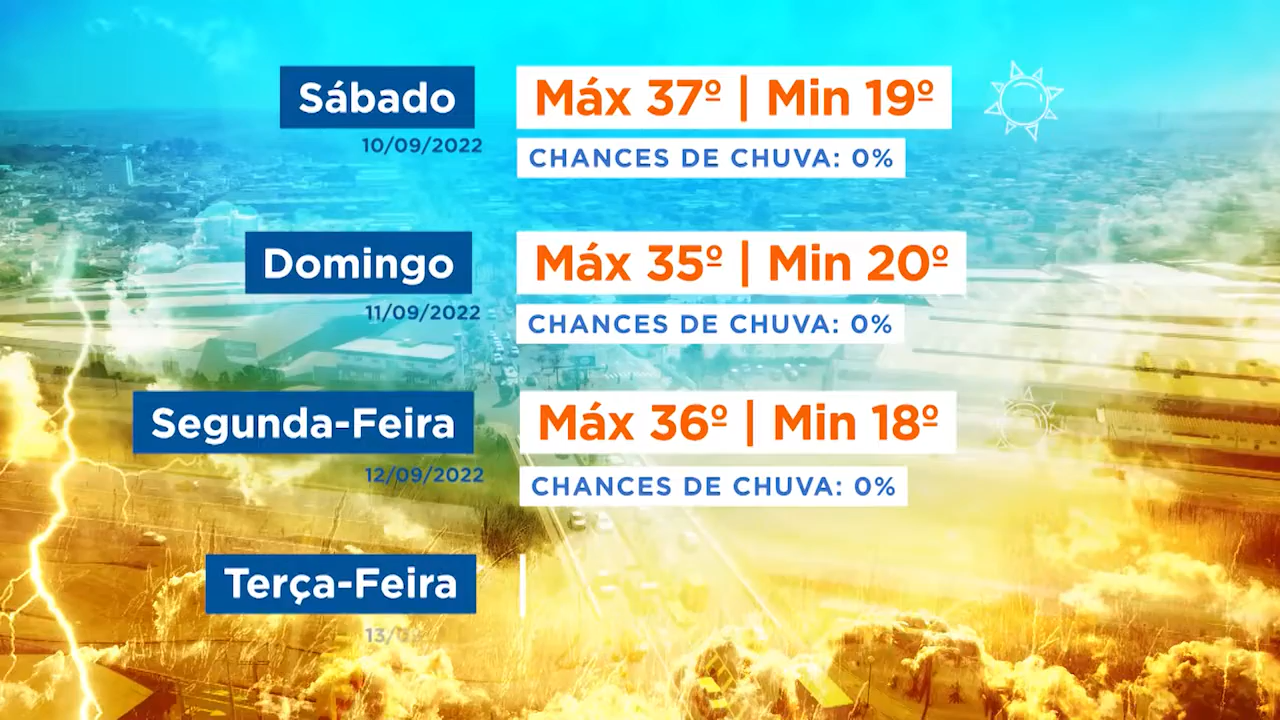 Sábado
Máx 37º | Min 19º
10/09/2022
CHANCES DE CHUVA: 0%
Domingo
Máx 35º | Min 20º
11/09/2022
CHANCES DE CHUVA: 0%
Segunda-Feira
Máx 36º | Min 18º
12/09/2022
CHANCES DE CHUVA: 0%
Terça-Feira